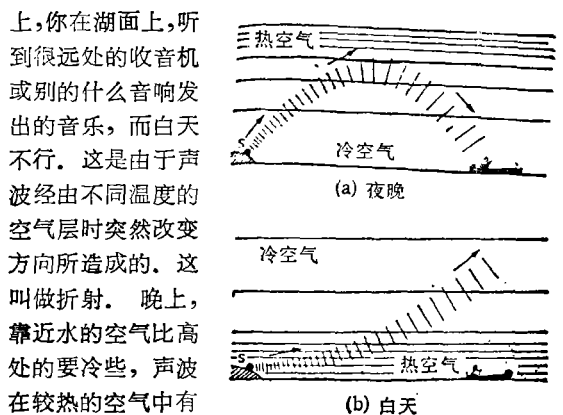 上，你在湖面上，听
到很远处的收音机
或别的什么音响发
出的音乐，而白天
不行．这是由于声
波经由不同温度的
空气层时突然改变
方向所造成的．这
叫做折射．晚上，
靠近水的空气比高
处的要冷些，声波
在较热的空气中有
热空气
S
冷空气
(a) 夜晚
冷空气
S
热空气
(b) 白天